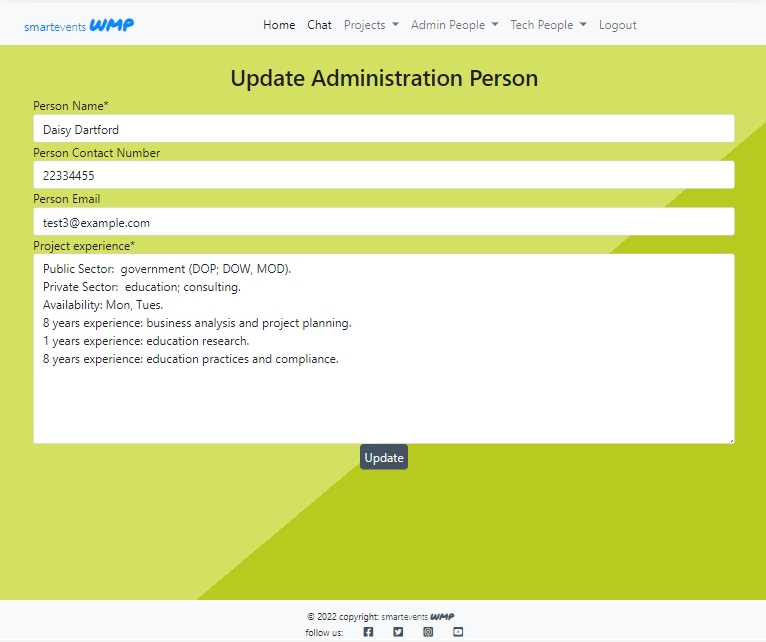 smartevents WMP
Home Chat Projects Admin People Tech People Logout
Update Administration Person
Person Name*
Daisy Dartford
Person Contact Number
22334455
Person Email
test3@example.com
Project experience*
Public Sector:  government (DOP; DOW, MOD).
Private Sector:  education; consulting.
Availability: Mon, Tues.
8 years experience: business analysis and project planning.
1 years experience: education research.
8 years experience: education practices and compliance.
Update
© 2022 copyright: smartevents WMP
follow us: